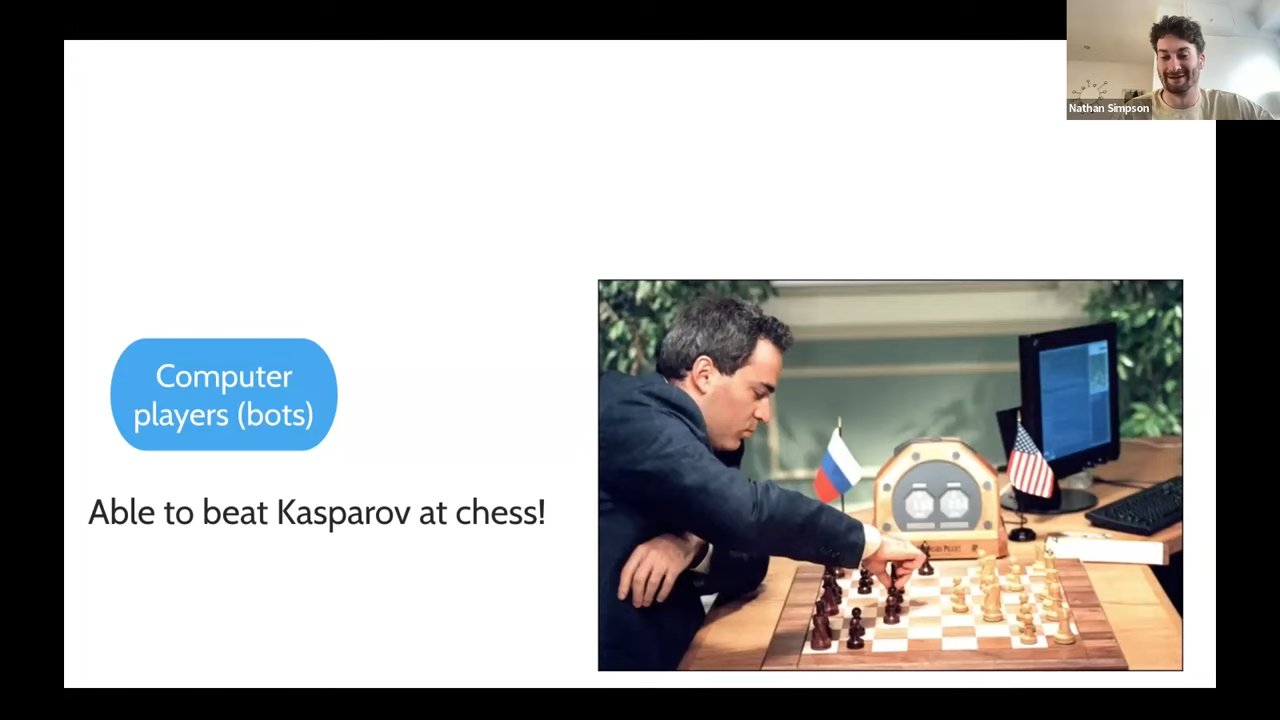 Nathan Simpson
Computer
players (bots)
Able to beat Kasparov at chess!